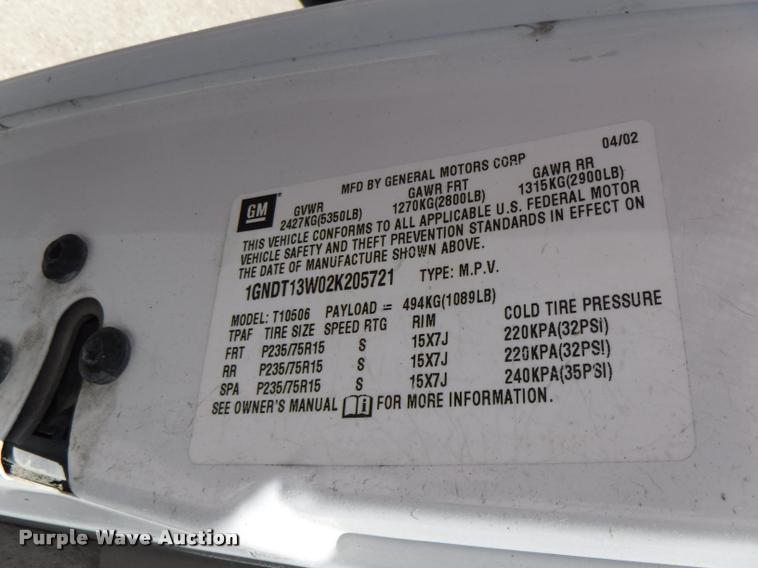 04/02
MFD BY GENERAL MOTORS CORP
GM
GVWR GAWR FRT GAWR RR
2427KG(5350LB) 1270KG(2800LB) 1315KG(2900LB)
THIS VEHICLE CONFORMS TO ALL APPLICABLE U.S. FEDERAL MOTOR
VEHICLE SAFETY AND THEFT PREVENTION STANDARDS IN EFFECT ON
THE DATE OF MANUFACTURE SHOWN ABOVE.
1GNDT13W02K205721 TYPE: M.P.V.
MODEL: T10506 PAYLOAD = 494KG(1089LB)
TPAF TIRE SIZE SPEED RTG RIM COLD TIRE PRESSURE
FRT P235/75R15 S 15X7J 220KPA(32PSI)
RR P235/75R15 S 15X7J 220KPA(32PSI)
SPA P235/75R15 S 15X7J 240KPA(35PSI)
SEE OWNER'S MANUAL i FOR MORE INFORMATION.
Purple Wave Auction